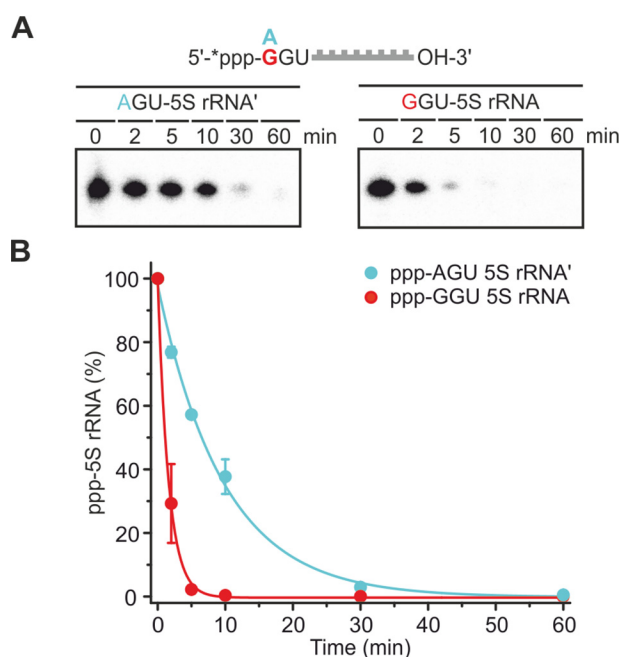 A
A
5'-*ppp-GGU OH-3'
AGU-5S rRNA' GGU-5S rRNA
0 2 5 10 30 60 min 0 2 5 10 30 60 min
B
ppp-AGU 5S rRNA'
ppp-GGU 5S rRNA
ppp-5S rRNA (%)
100
80
60
40
20
0
0 10 20 30 40 50 60
Time (min)